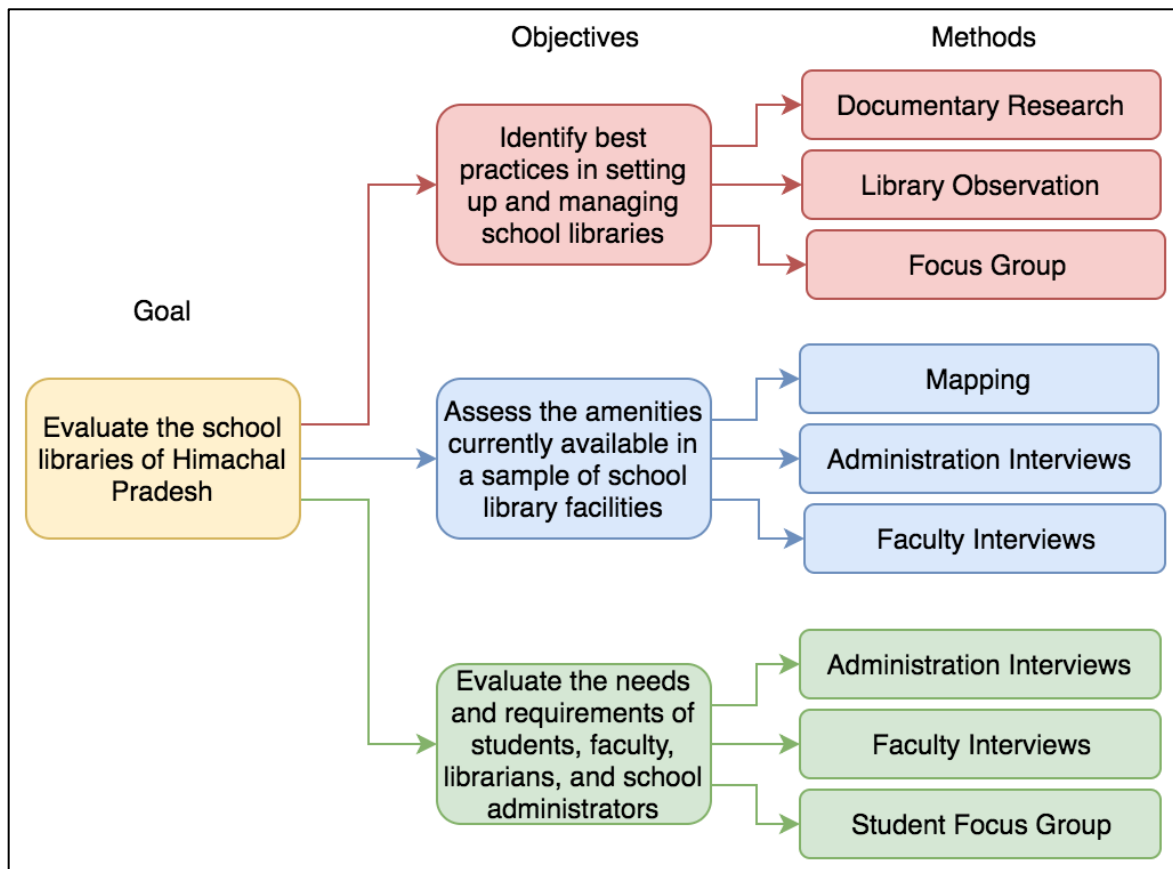 Objectives
Methods
Goal
Evaluate the school
libraries of Himachal
Pradesh
Identify best
practices in setting
up and managing
school libraries
Documentary Research
Library Observation
Focus Group
Assess the amenities
currently available in
a sample of school
library facilities
Mapping
Administration Interviews
Faculty Interviews
Evaluate the needs
and requirements of
students, faculty,
librarians, and school
administrators
Administration Interviews
Faculty Interviews
Student Focus Group